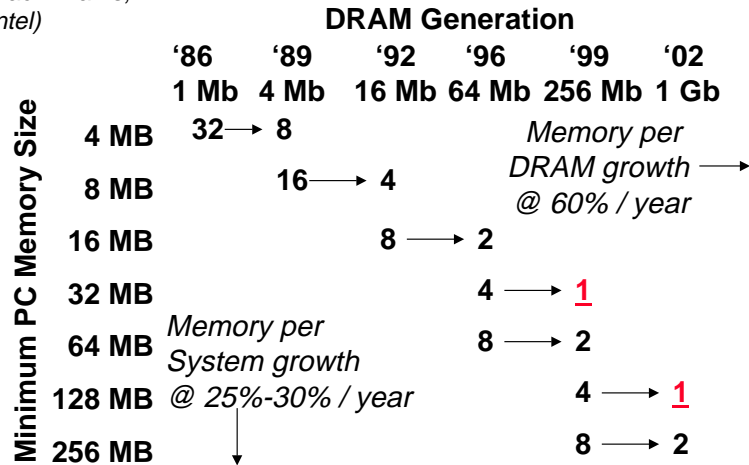 ntel)
DRAM Generation
‘86 ‘89 ‘92 ‘96 ‘99 ‘02
1 Mb 4 Mb 16 Mb 64 Mb 256 Mb 1 Gb
Minimum PC Memory Size
4 MB 32 → 8
8 MB 16 → 4
16 MB 8 → 2
32 MB 4 → 1
64 MB 8 → 2
128 MB 4 → 1
256 MB 8 → 2
Memory per
DRAM growth →
@ 60% / year
Memory per
System growth
@ 25%-30% / year